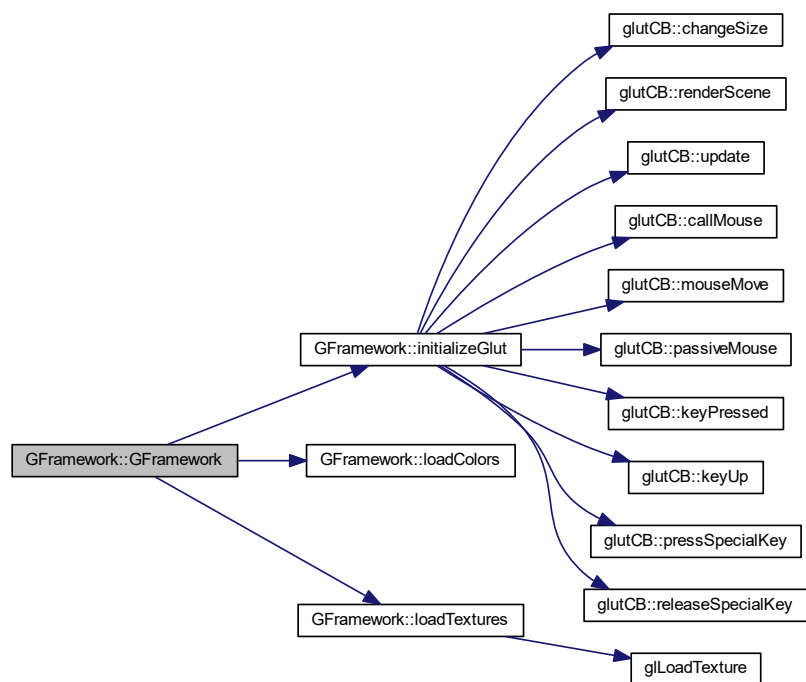 glutCB::changeSize
glutCB::renderScene
glutCB::update
glutCB::callMouse
glutCB::mouseMove
GFramework::initializeGlut
glutCB::passiveMouse
glutCB::keyPressed
GFramework::GFramework
GFramework::loadColors
glutCB::keyUp
glutCB::pressSpecialKey
glutCB::releaseSpecialKey
GFramework::loadTextures
glLoadTexture